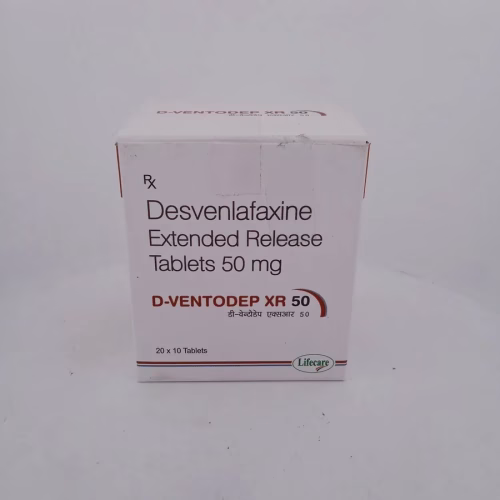 D-VENTODEP XR 50
Rx
Desvenlafaxine
Extended Release
Tablets 50 mg
D-VENTODEP XR 50
डी-वेन्टोडेप एक्सआर 50
20 x 10 Tablets
Lifecare